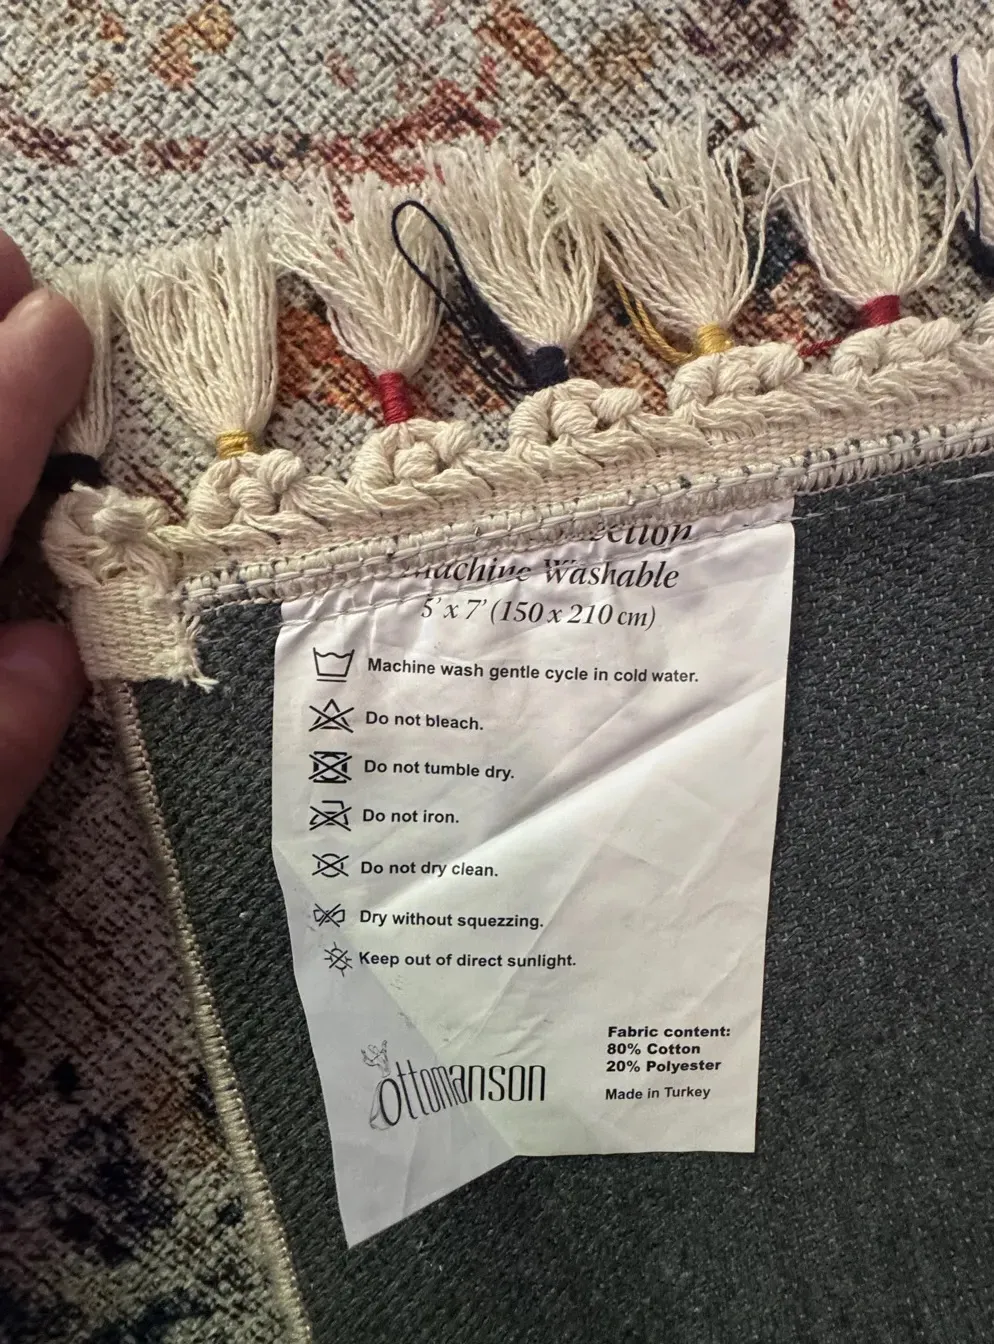 Machine Washable
5' x 7' (150 x 210 cm)
Machine wash gentle cycle in cold water.
Do not bleach.
Do not tumble dry.
Do not iron.
Do not dry clean.
Dry without squezzing.
Keep out of direct sunlight.
Fabric content:
80% Cotton
20% Polyester
Made in Turkey
ottomanson